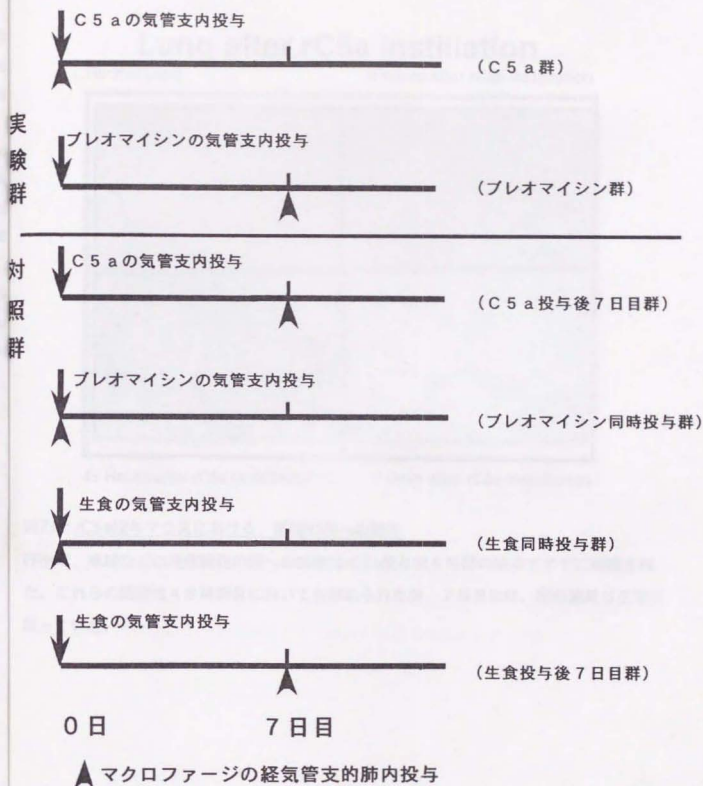 C5aの気管支内投与
(C5a群)
実験群
ブレオマイシンの気管支内投与
(ブレオマイシン群)
C5aの気管支内投与
対照群
(C5a投与後7日目群)
ブレオマイシンの気管支内投与
(ブレオマイシン同時投与群)
生食の気管支内投与
(生食同時投与群)
生食の気管支内投与
(生食投与後7日目群)
0日 7日目
マクロファージの経気管支的肺内投与